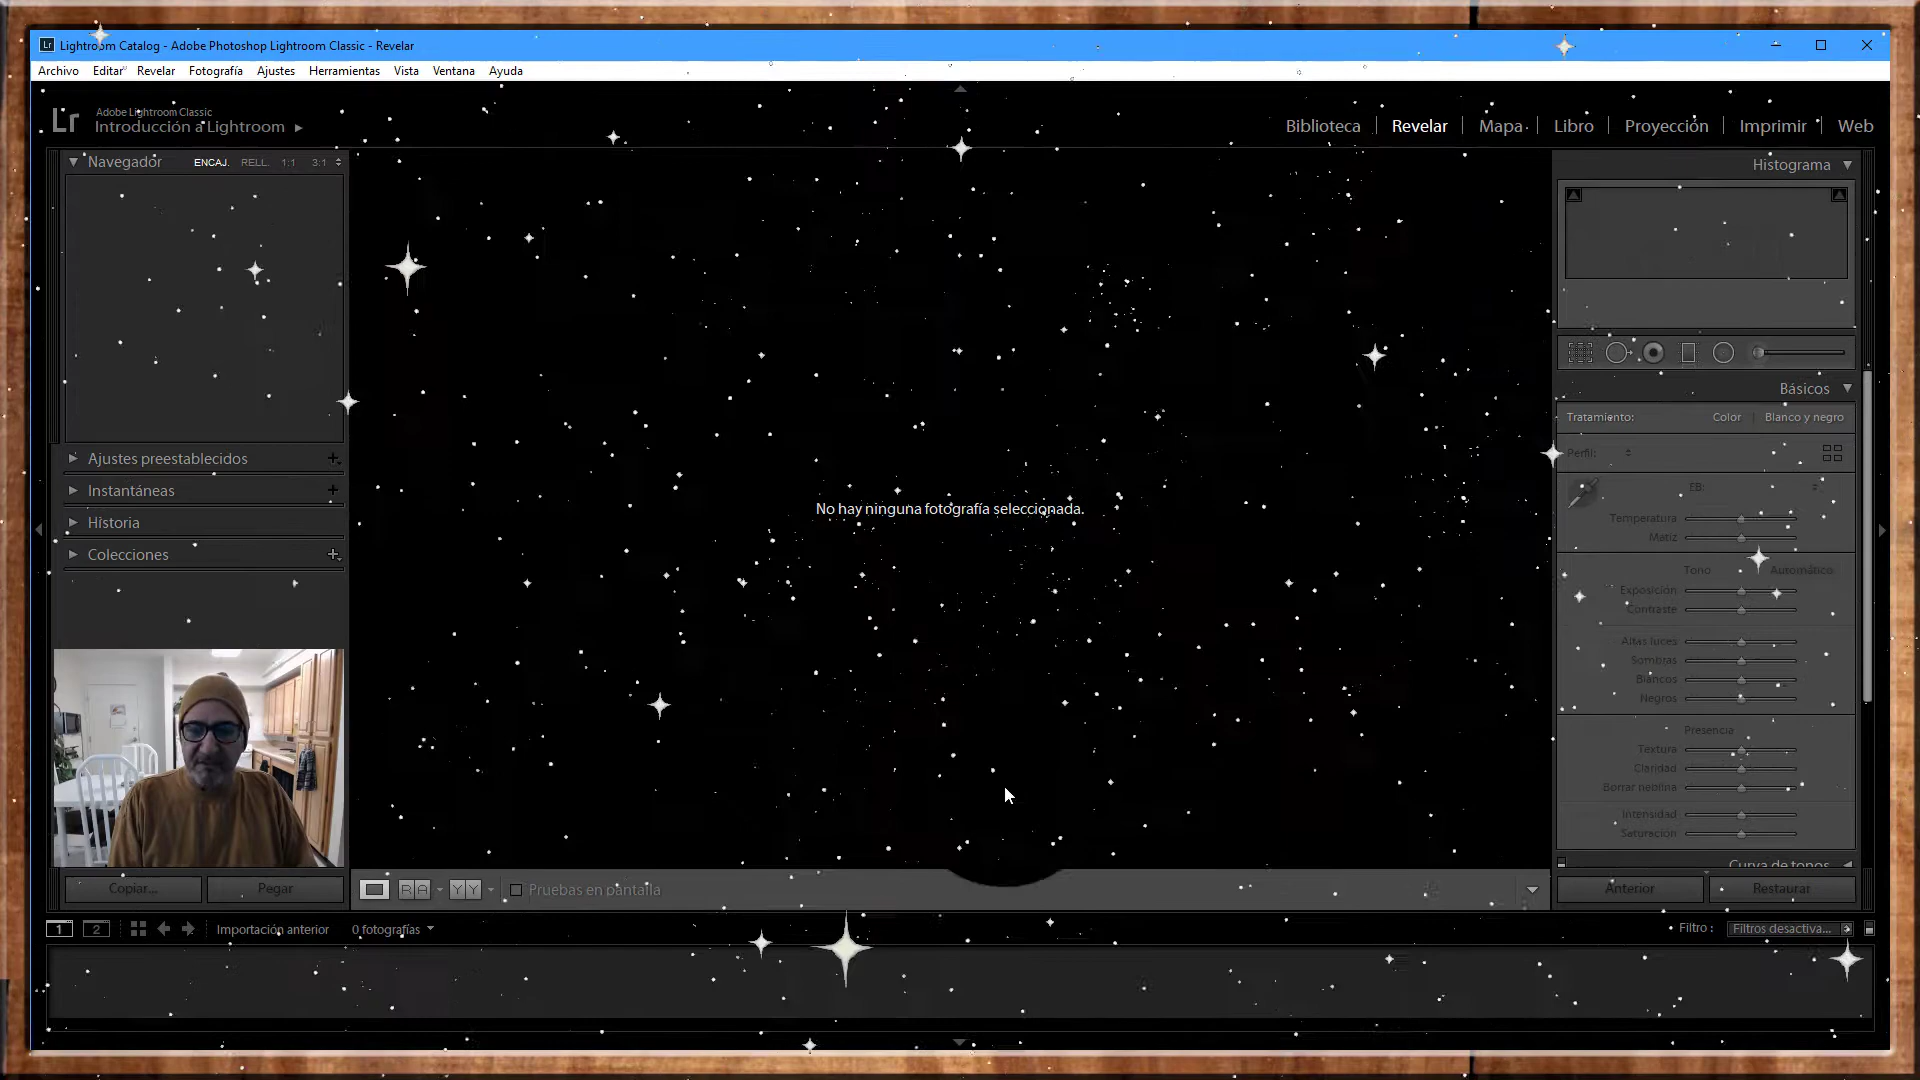 Lightroom Catalog - Adobe Photoshop Lightroom Classic - Revelar
Archivo Editar Revelar Fotografía Ajustes Herramientas Vista Ventana Ayuda
Lr
Adobe Lightroom Classic
Introducción a Lightroom
Biblioteca Revelar Mapa Libro Proyección Imprimir Web
Navegador ENCAJ. RELL. 1:1 3:1
Ajustes preestablecidos
Instantáneas
Historia
Colecciones
Copiar... Pegar
No hay ninguna fotografía seleccionada.
R A Y Y Pruebas en pantalla
Histograma
Básicos
Tratamiento: Color Blanco y negro
Perfil:
EB:
Temperatura
Matiz
Tono Automático
Exposición
Contraste
Altas luces
Sombras
Blancos
Negros
Presencia
Textura
Claridad
Borrar neblina
Intensidad
Saturación
Curva de tonos
Anterior Restaurar
1 2 Importación anterior 0 fotografías Filtro : Filtros desactiva...